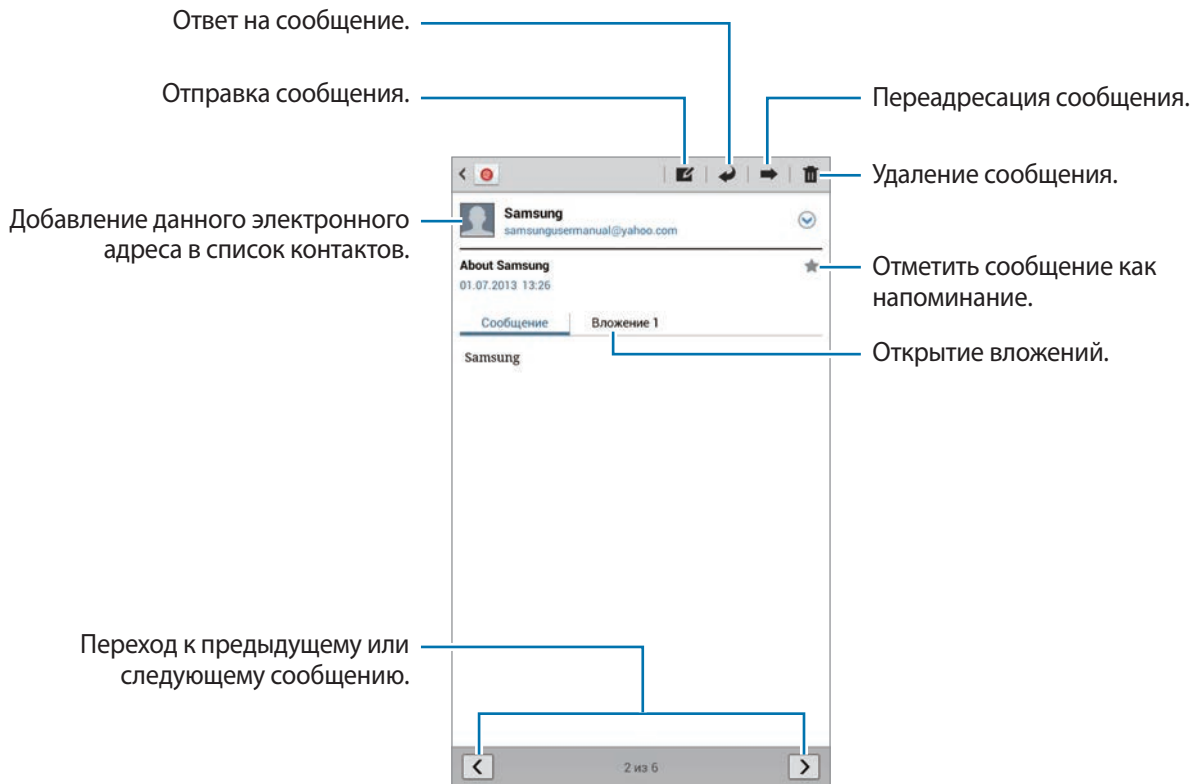 Ответ на сообщение.
Отправка сообщения.
Переадресация сообщения.
Удаление сообщения.
Samsung
samsungusermanual@yahoo.com
Добавление данного электронного
адреса в список контактов.
About Samsung
01.07.2013 13:26
Отметить сообщение как
напоминание.
Сообщение Вложение 1
Открытие вложений.
Samsung
Переход к предыдущему или
следующему сообщению.
2 из 6